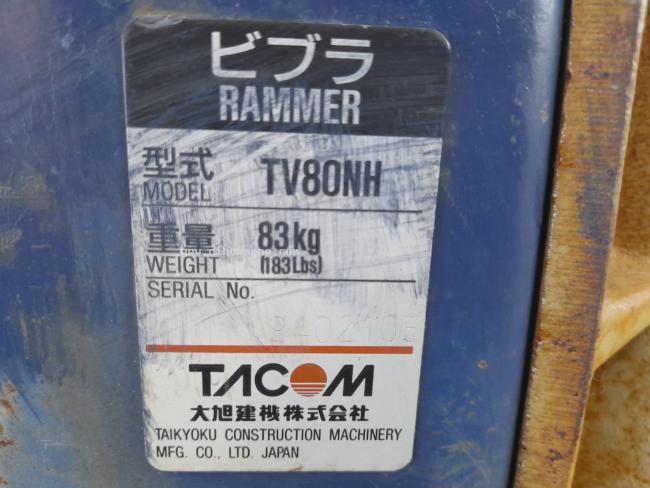 ビブラ
RAMMER
型式 TV80NH
MODEL
重量 83kg
WEIGHT (183Lbs)
SERIAL No.
TACOM
大旭建機株式会社
TAIKYOKU CONSTRUCTION MACHINERY
MFG. CO., LTD. JAPAN